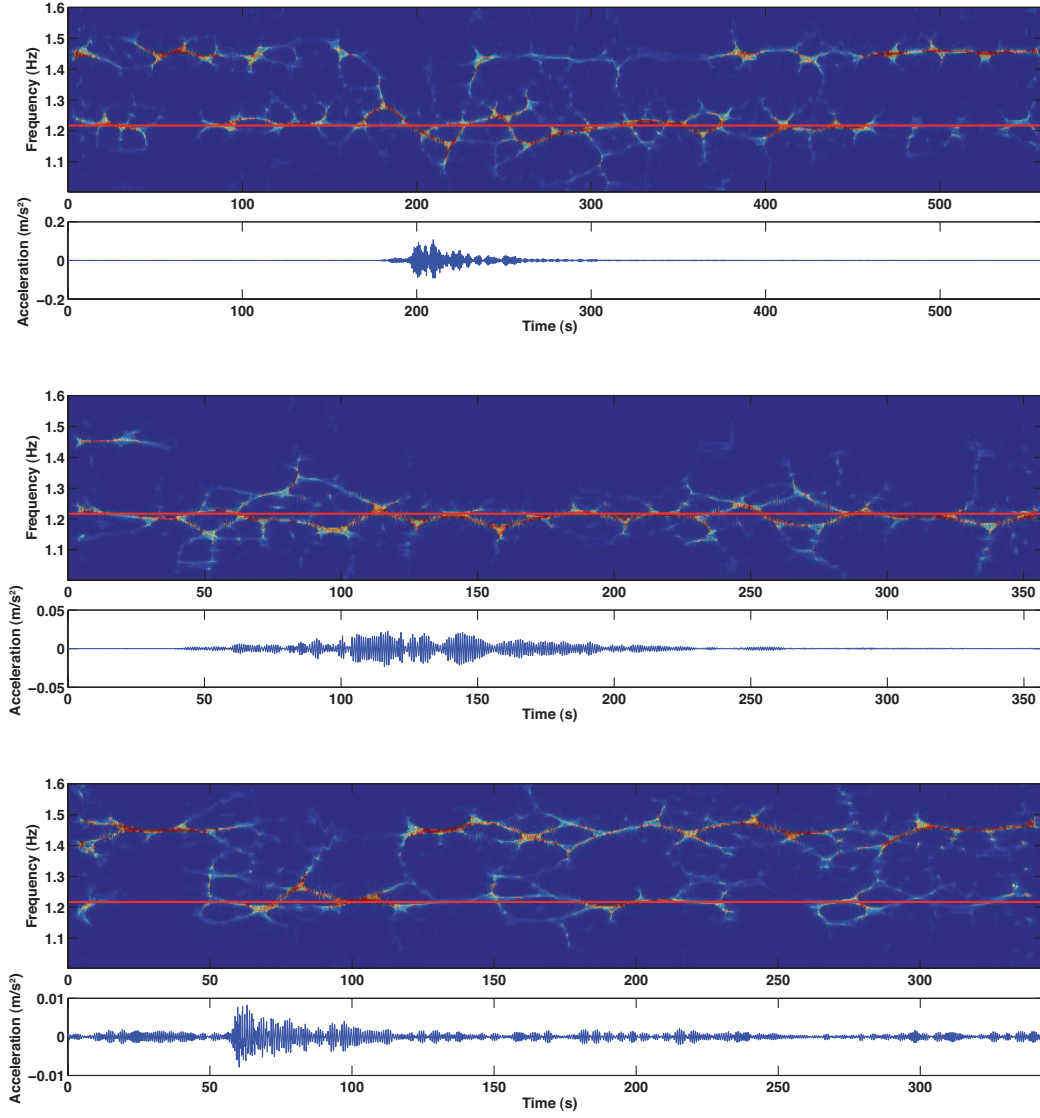 1.6
1.5
1.4
1.3
1.2
1.1
Frequency (Hz)
0 100 200 300 400 500
0.2
0
−0.2
Acceleration (m/s²)
0 100 200 300 400 500
Time (s)
1.6
1.5
1.4
1.3
1.2
1.1
Frequency (Hz)
0 50 100 150 200 250 300 350
0.05
0
−0.05
Acceleration (m/s²)
0 50 100 150 200 250 300 350
Time (s)
1.6
1.5
1.4
1.3
1.2
1.1
Frequency (Hz)
0 50 100 150 200 250 300
0.01
0
−0.01
Acceleration (m/s²)
0 50 100 150 200 250 300
Time (s)